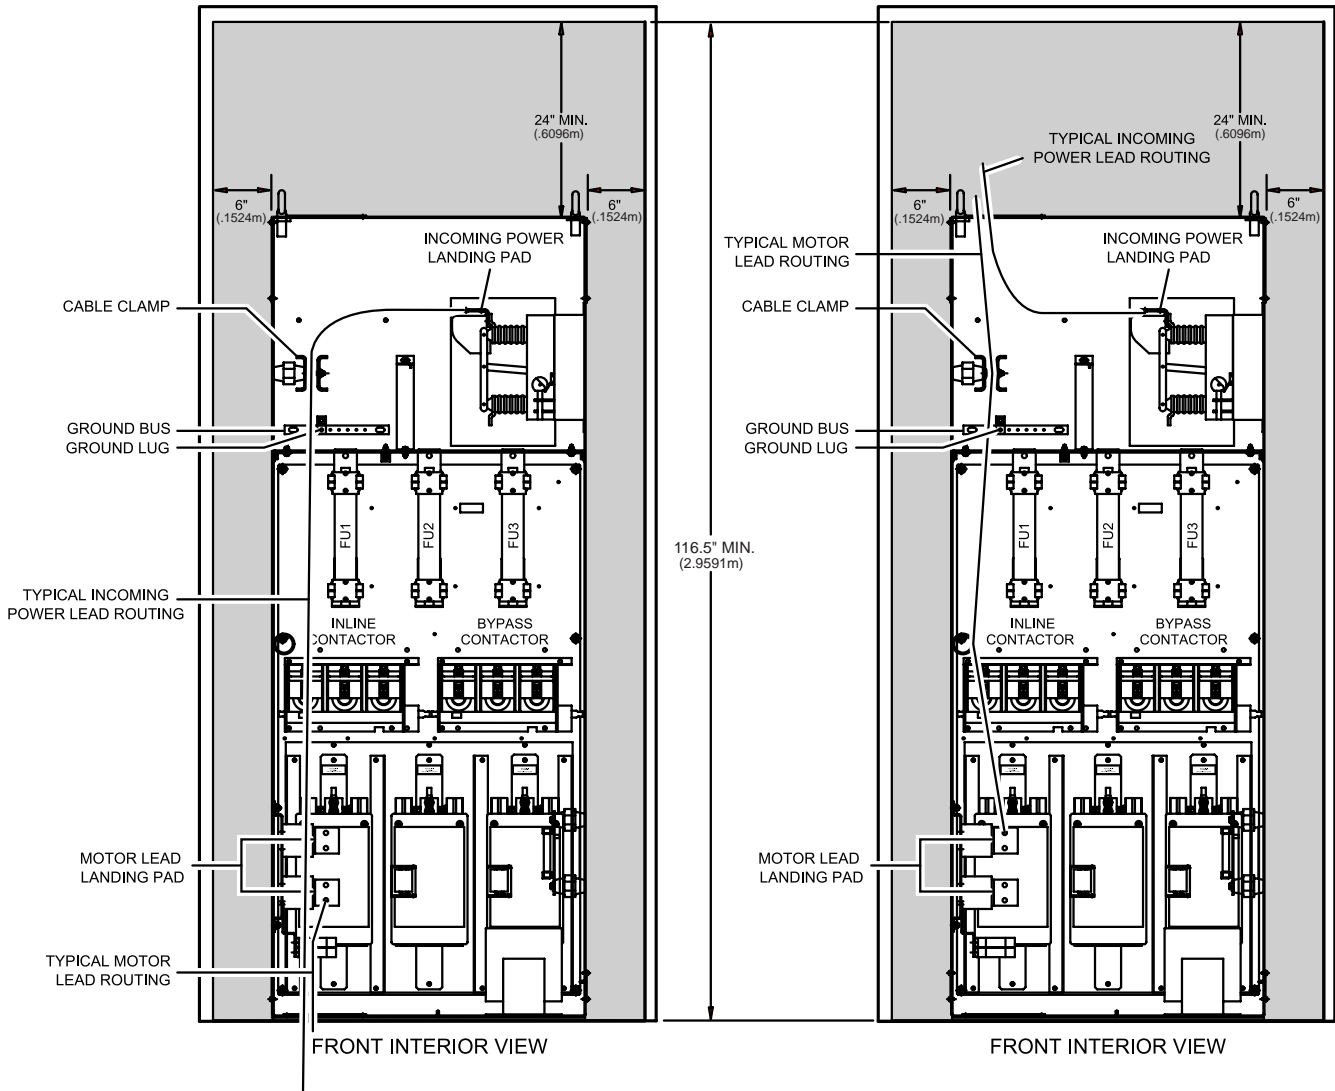 24" MIN.
(.6096m)
6"
(.1524m)
6"
(.1524m)
INCOMING POWER
LANDING PAD
CABLE CLAMP
GROUND BUS
GROUND LUG
FU1
FU2
FU3
TYPICAL INCOMING
POWER LEAD ROUTING
INLINE
CONTACTOR
BYPASS
CONTACTOR
MOTOR LEAD
LANDING PAD
TYPICAL MOTOR
LEAD ROUTING
FRONT INTERIOR VIEW
116.5" MIN.
(2.9591m)
24" MIN.
(.6096m)
TYPICAL INCOMING
POWER LEAD ROUTING
6"
(.1524m)
6"
(.1524m)
TYPICAL MOTOR
LEAD ROUTING
INCOMING POWER
LANDING PAD
CABLE CLAMP
GROUND BUS
GROUND LUG
FU1
FU2
FU3
INLINE
CONTACTOR
BYPASS
CONTACTOR
MOTOR LEAD
LANDING PAD
FRONT INTERIOR VIEW